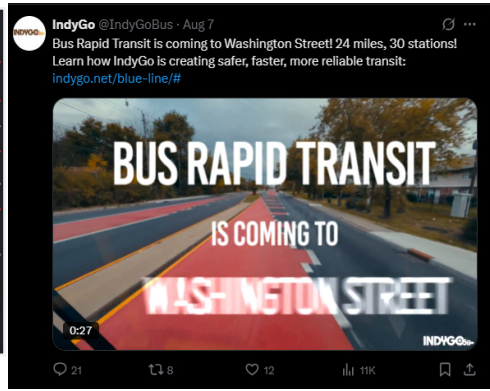 IndyGo @IndyGoBus · Aug 7
INDYGO
Bus Rapid Transit is coming to Washington Street! 24 miles, 30 stations!
Learn how IndyGo is creating safer, faster, more reliable transit:
indygo.net/blue-line/#
BUS RAPID TRANSIT
IS COMING TO
WASHINGTON STREET
0:27
INDYGO
21
8
12
11K